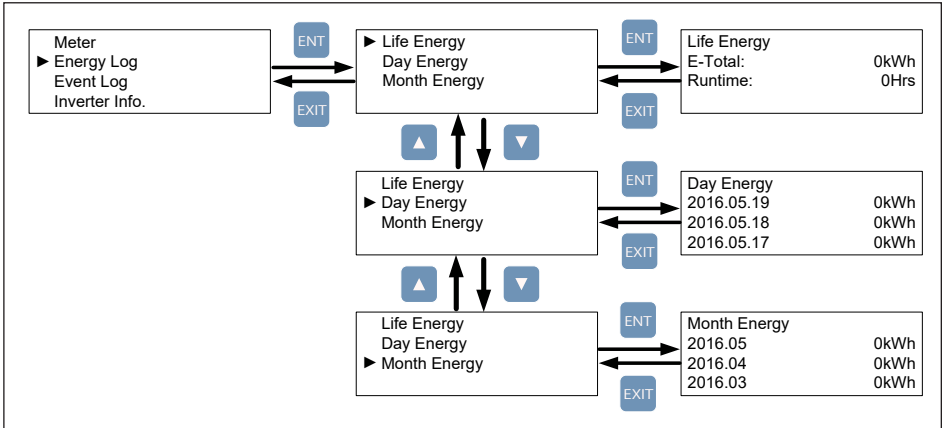 Meter
► Energy Log
Event Log
Inverter Info.
ENT
EXIT
► Life Energy
Day Energy
Month Energy
ENT
EXIT
Life Energy
E-Total: 0kWh
Runtime: 0Hrs
▲ ▼
Life Energy
► Day Energy
Month Energy
ENT
EXIT
Day Energy
2016.05.19 0kWh
2016.05.18 0kWh
2016.05.17 0kWh
▲ ▼
Life Energy
Day Energy
► Month Energy
ENT
EXIT
Month Energy
2016.05 0kWh
2016.04 0kWh
2016.03 0kWh